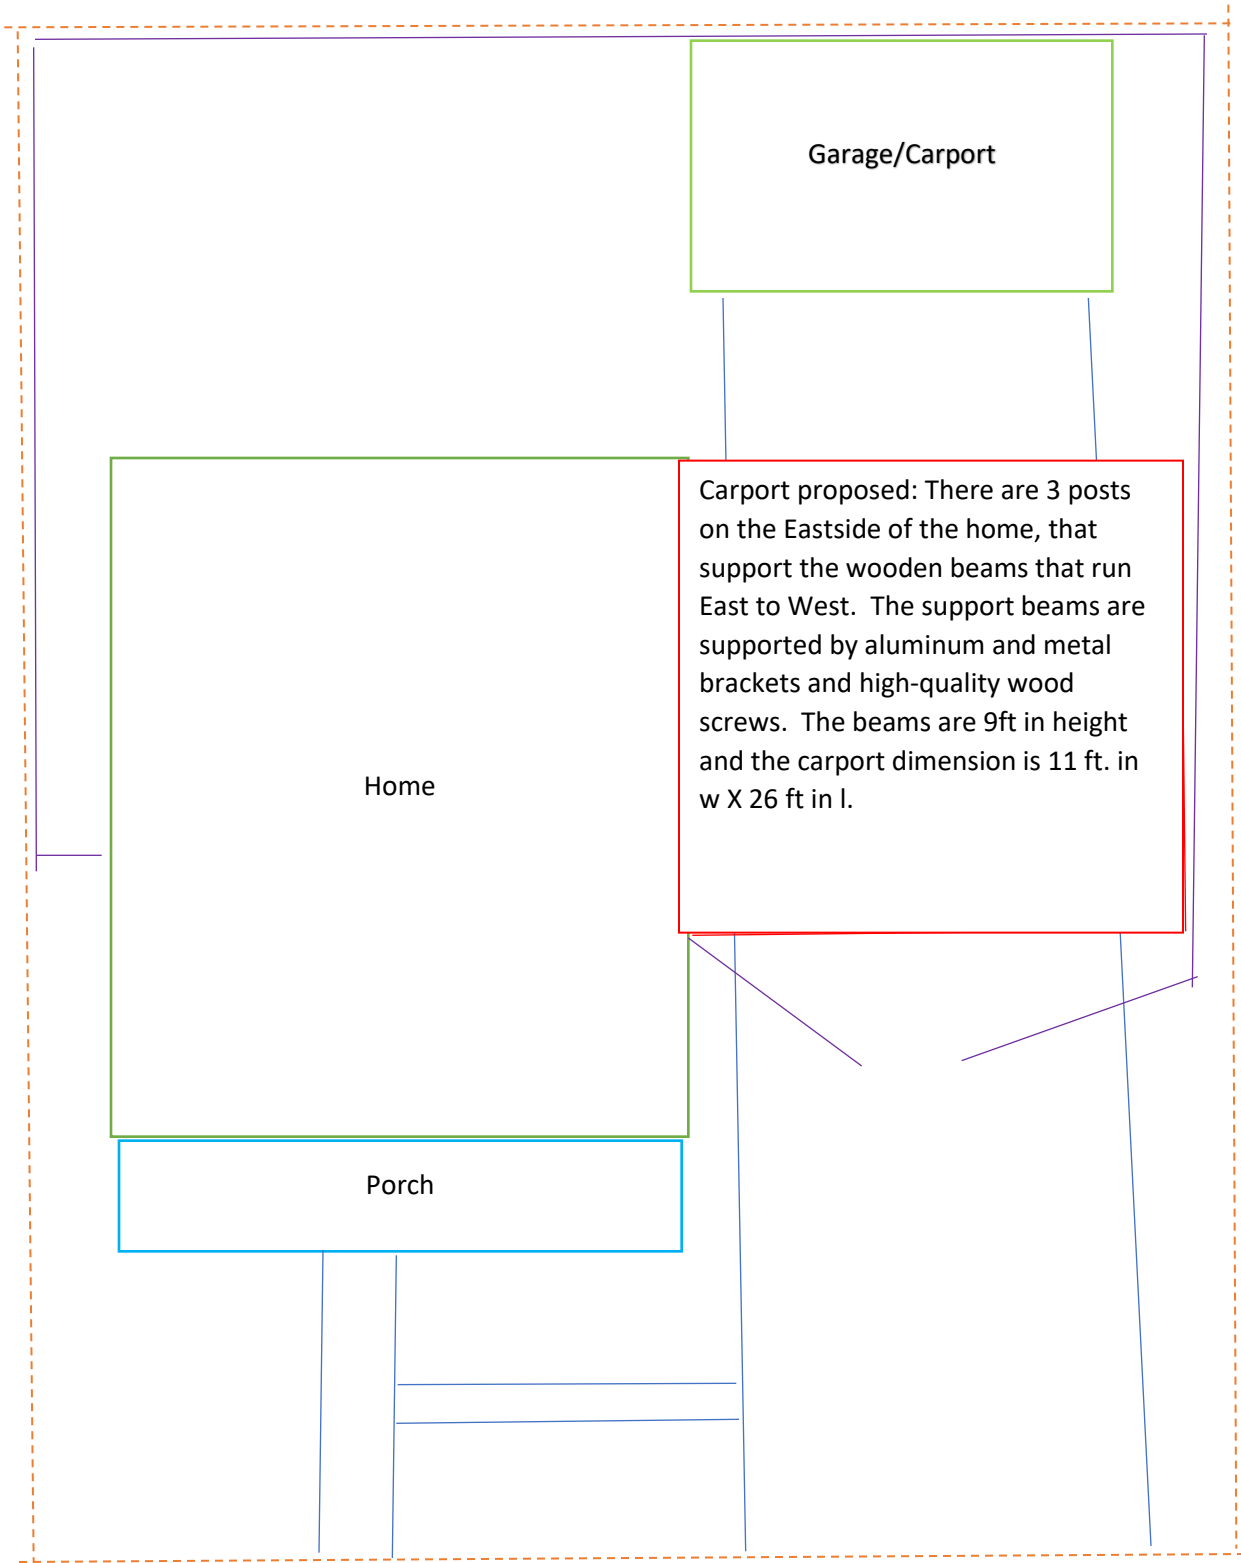 Garage/Carport
Carport proposed: There are 3 posts
on the Eastside of the home, that
support the wooden beams that run
East to West.  The support beams are
supported by aluminum and metal
brackets and high-quality wood
screws.  The beams are 9ft in height
and the carport dimension is 11 ft. in
w X 26 ft in l.
Home
Porch